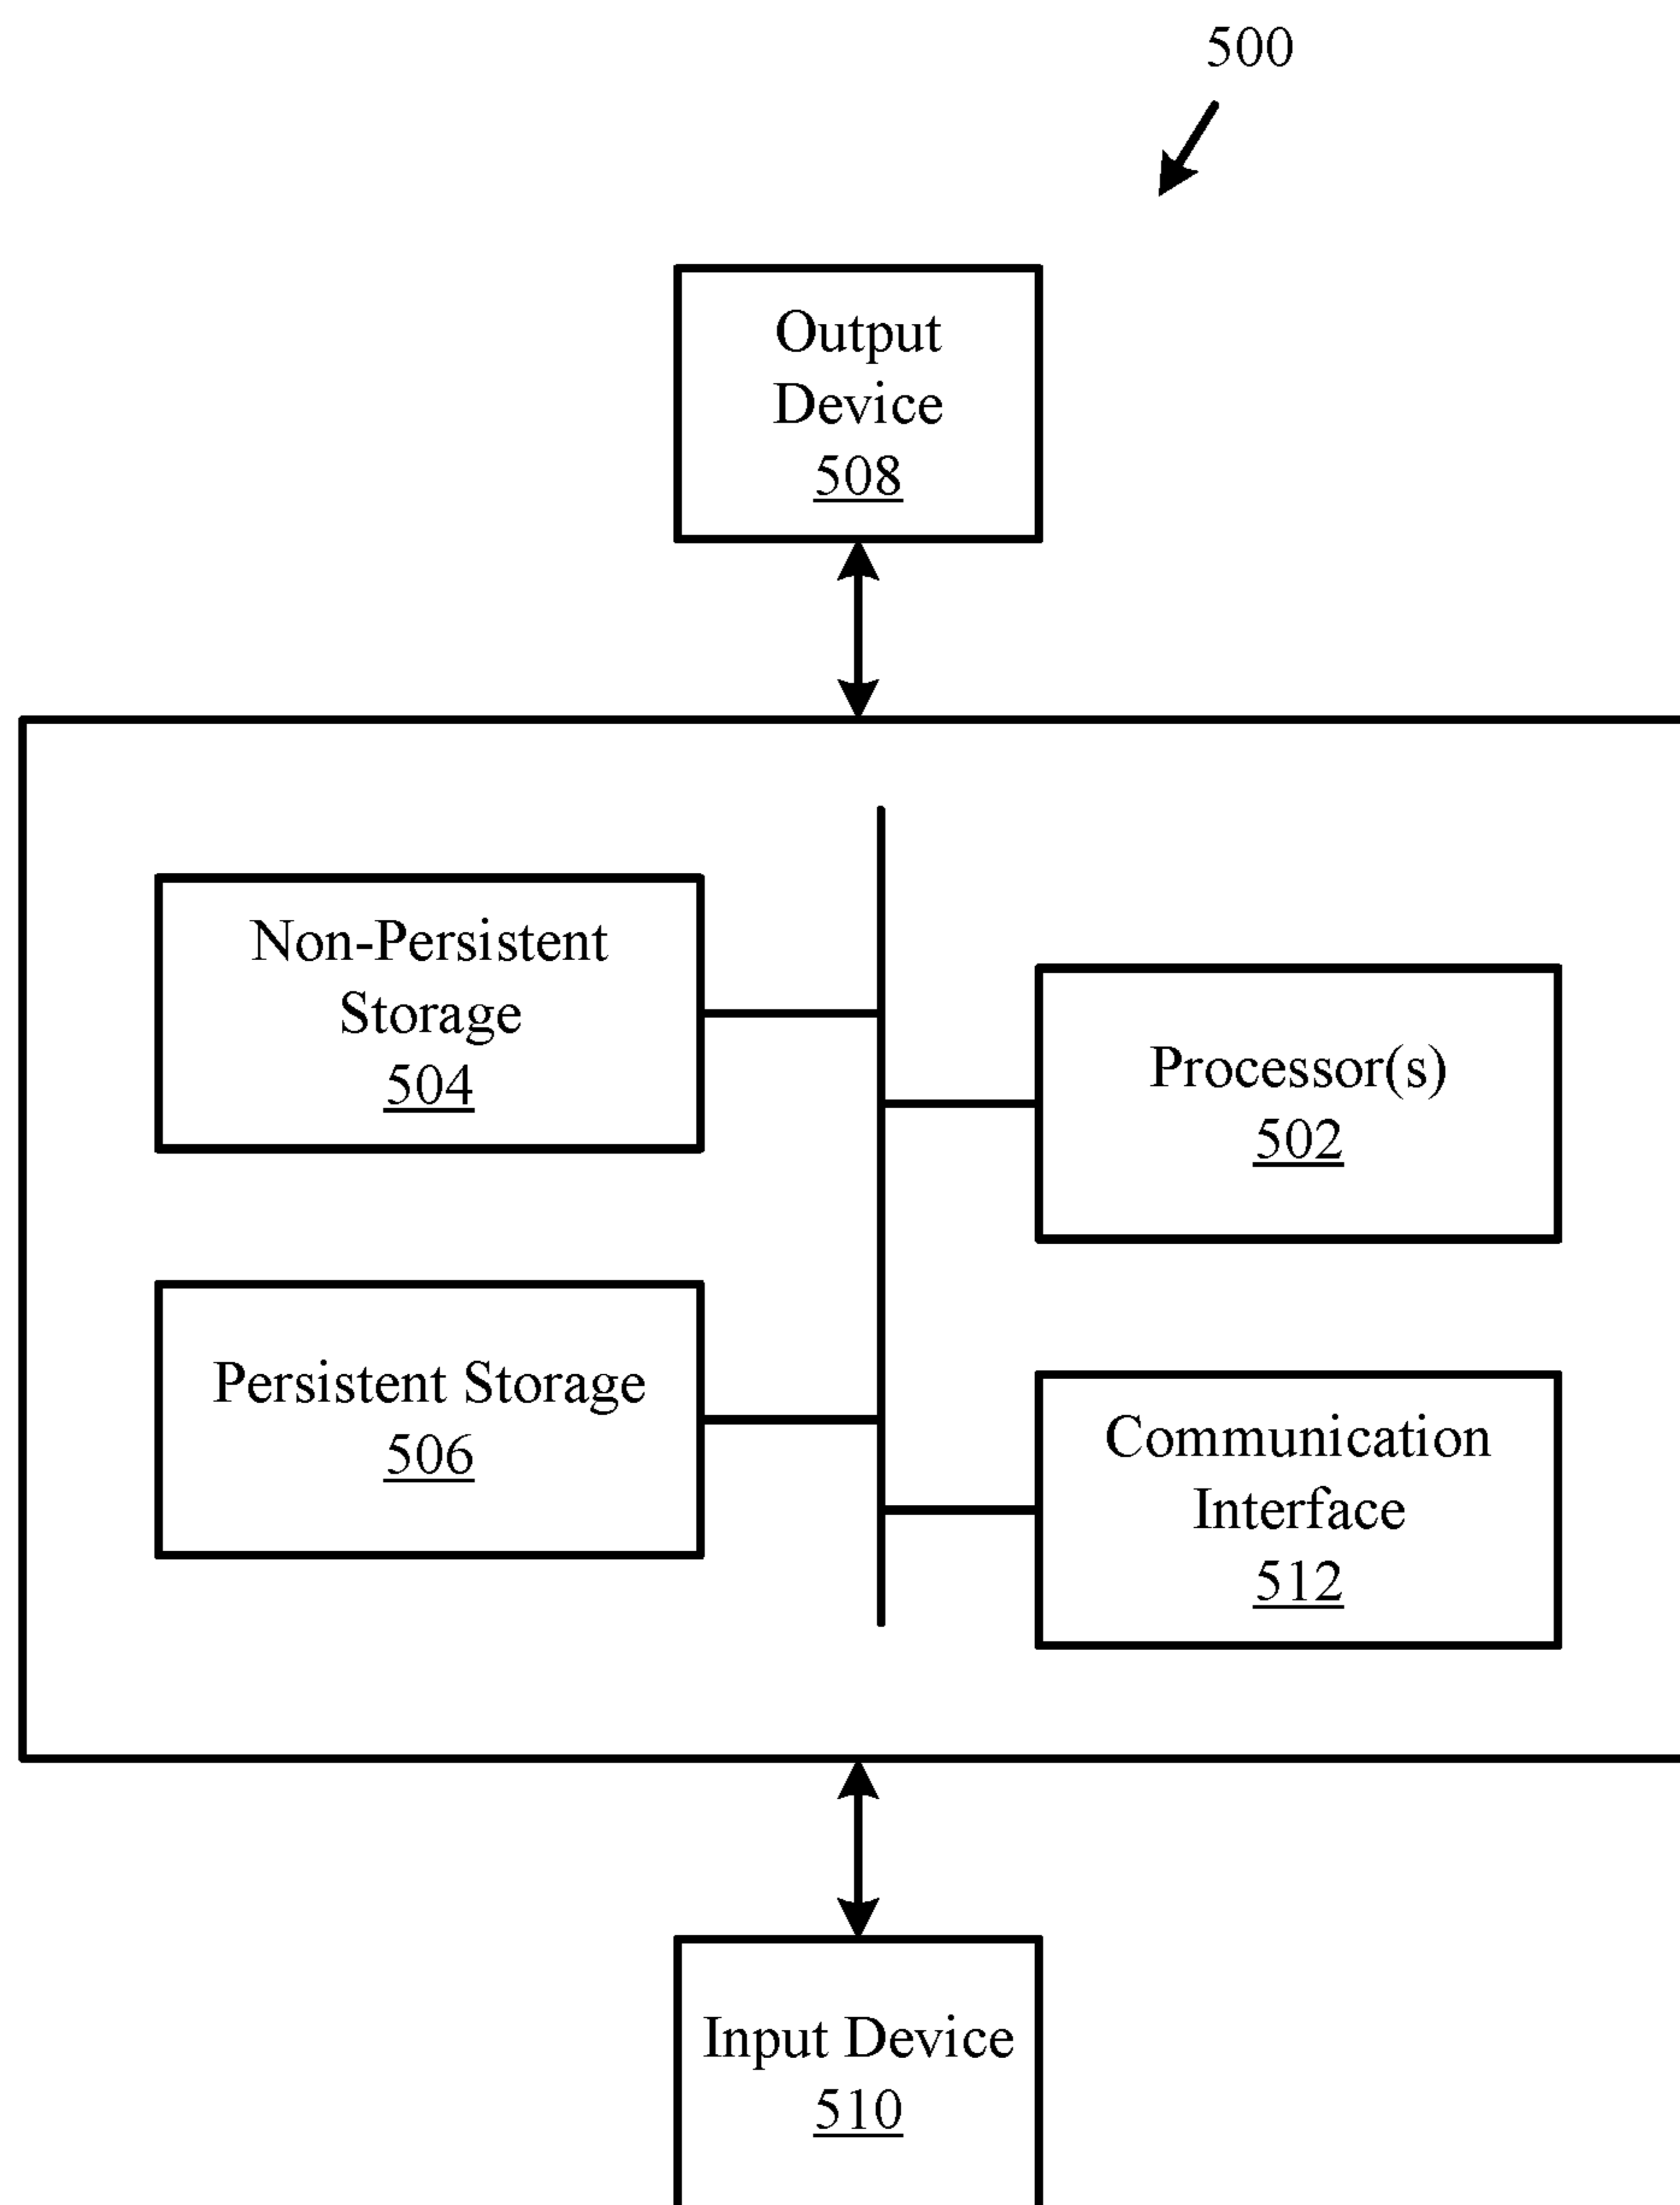 500
Output
Device
508
Non-Persistent
Storage
504
Processor(s)
502
Persistent Storage
506
Communication
Interface
512
Input Device
510